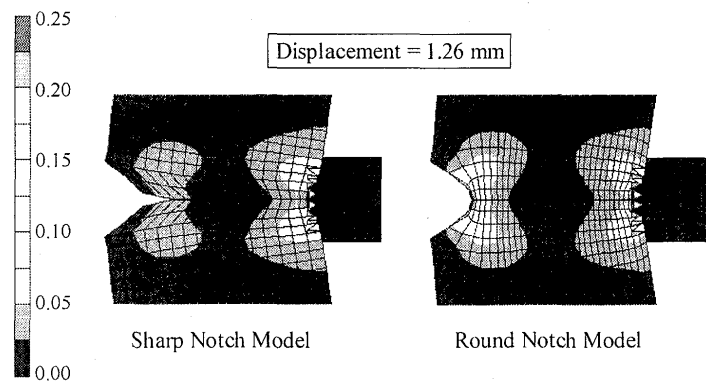 0.25
0.20
0.15
0.10
0.05
0.00
Displacement = 1.26 mm
Sharp Notch Model
Round Notch Model